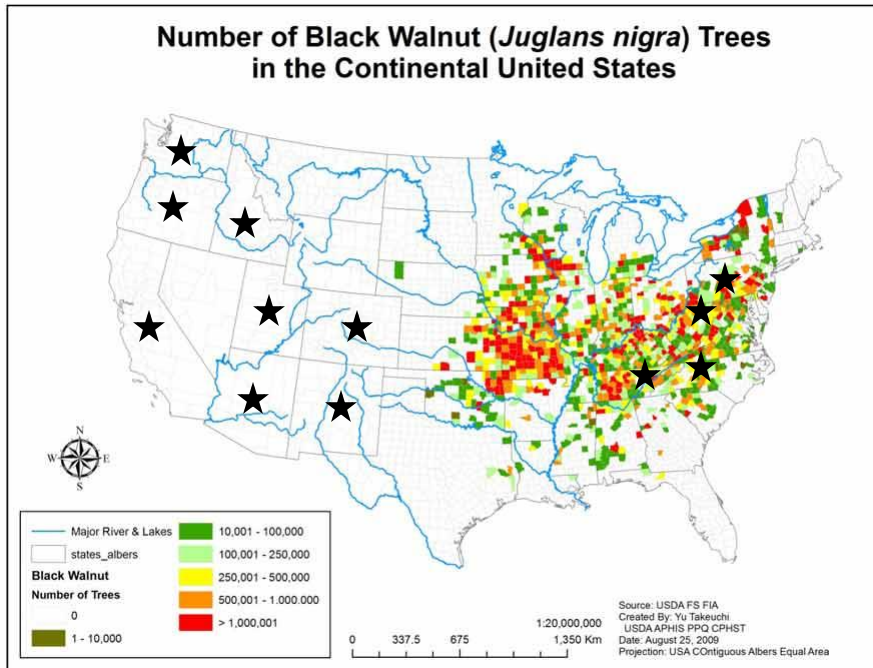 Number of Black Walnut (Juglans nigra) Trees
in the Continental United States
N
W E
S
Major River & Lakes
states_albers
Black Walnut
Number of Trees
0
1 - 10,000
10,001 - 100,000
100,001 - 250,000
250,001 - 500,000
500,001 - 1.000.000
> 1,000,001
1:20,000,000
0 337.5 675 1,350 Km
Source: USDA FS FIA
Created By: Yu Takeuchi
USDA APHIS PPQ CPHST
Date: August 25, 2009
Projection: USA COntiguous Albers Equal Area